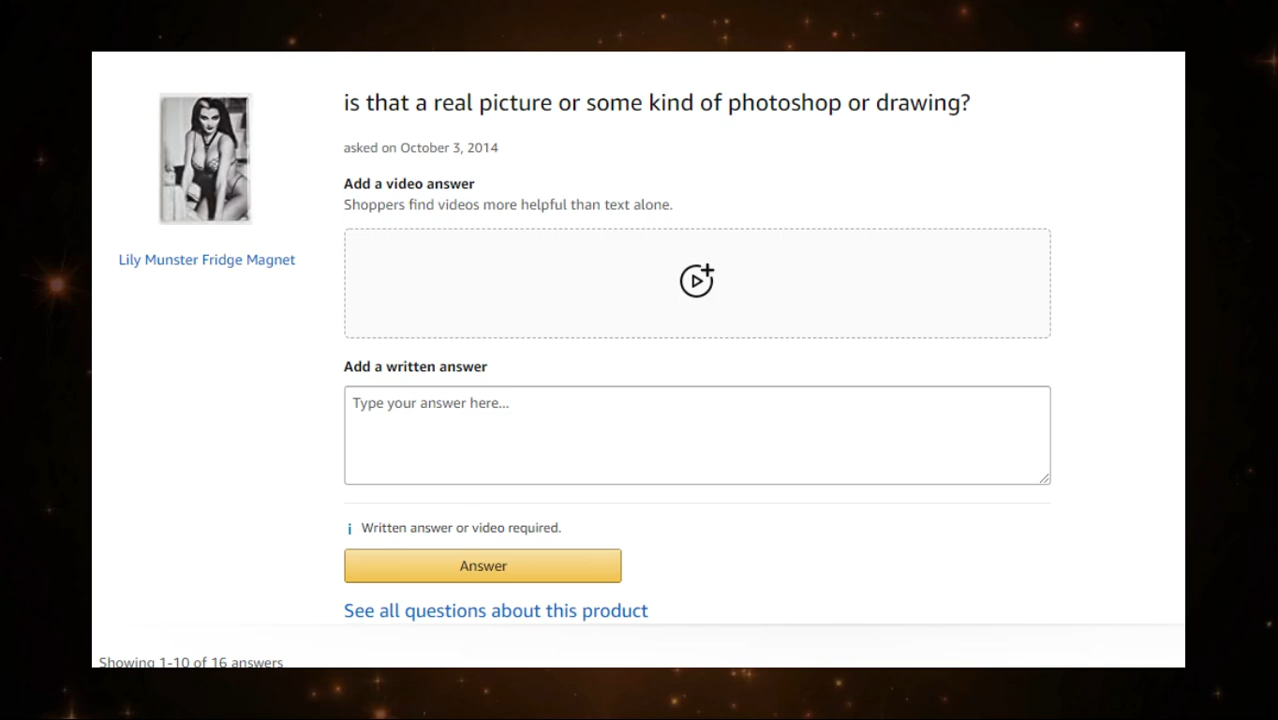 is that a real picture or some kind of photoshop or drawing?
asked on October 3, 2014
Add a video answer
Shoppers find videos more helpful than text alone.
Lily Munster Fridge Magnet
Add a written answer
Type your answer here...
i Written answer or video required.
Answer
See all questions about this product
Showing 1-10 of 16 answers